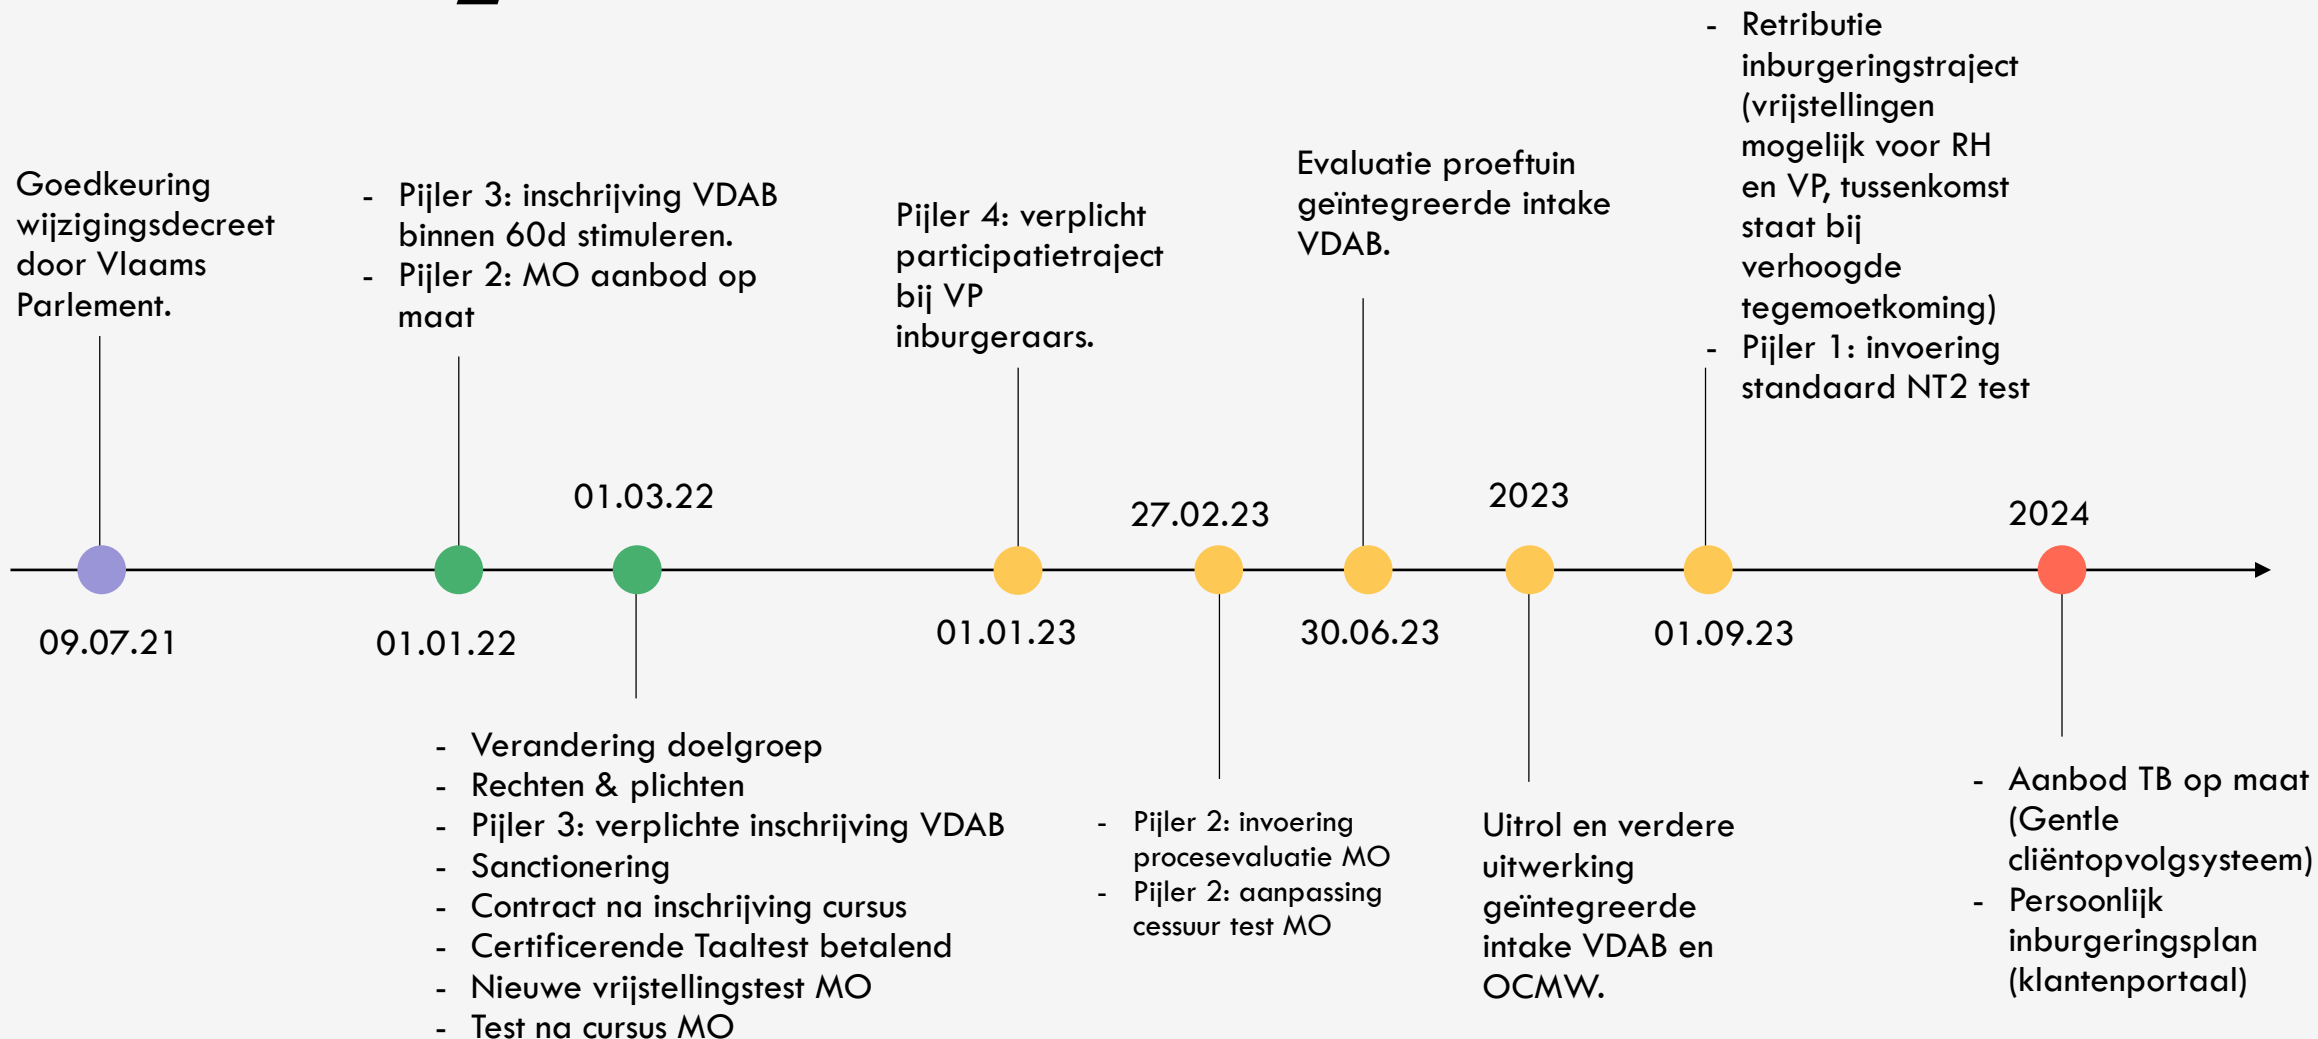 Goedkeuring
wijzigingsdecreet
door Vlaams
Parlement.
09.07.21
- Pijler 3: inschrijving VDAB
binnen 60d stimuleren.
- Pijler 2: MO aanbod op
maat
01.01.22
01.03.22
- Verandering doelgroep
- Rechten & plichten
- Pijler 3: verplichte inschrijving VDAB
- Sanctionering
- Contract na inschrijving cursus
- Certificerende Taaltest betalend
- Nieuwe vrijstellingstest MO
- Test na cursus MO
Pijler 4: verplicht
participatietraject
bij VP
inburgeraars.
01.01.23
27.02.23
- Pijler 2: invoering
procesevaluatie MO
- Pijler 2: aanpassing
cessuur test MO
Evaluatie proeftuin
geïntegreerde intake
VDAB.
30.06.23
2023
Uitrol en verdere
uitwerking
geïntegreerde
intake VDAB en
OCMW.
- Retributie
inburgeringstraject
(vrijstellingen
mogelijk voor RH
en VP, tussenkomst
staat bij
verhoogde
tegemoetkoming)
- Pijler 1: invoering
standaard NT2 test
01.09.23
2024
- Aanbod TB op maat
(Gentle
cliëntopvolgsysteem)
- Persoonlijk
inburgeringsplan
(klantenportaal)